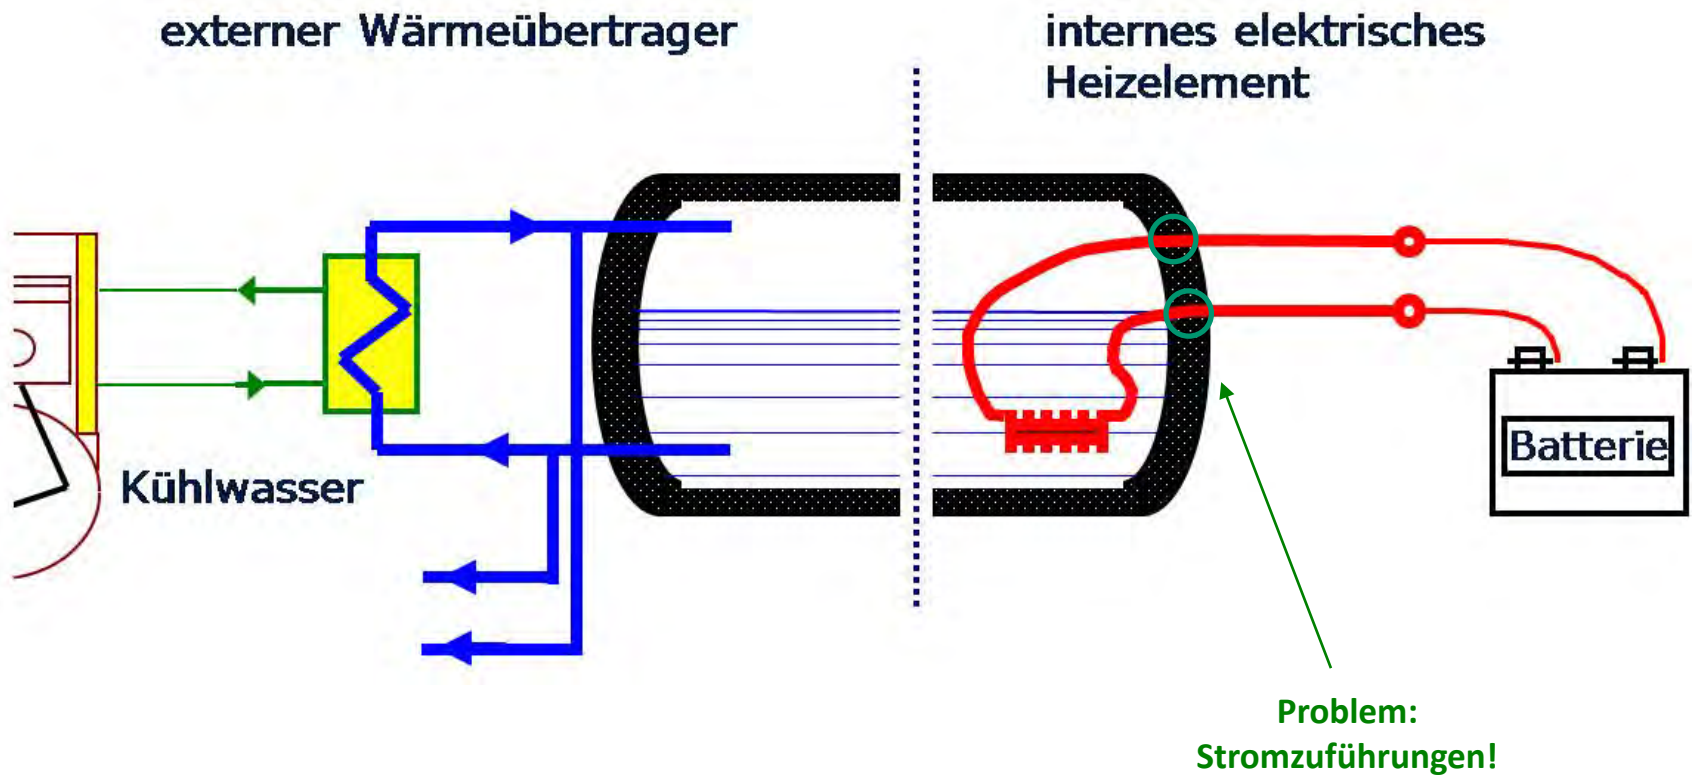 externer Wärmeübertrager
internes elektrisches
Heizelement
Kühlwasser
Batterie
Problem:
Stromzuführungen!